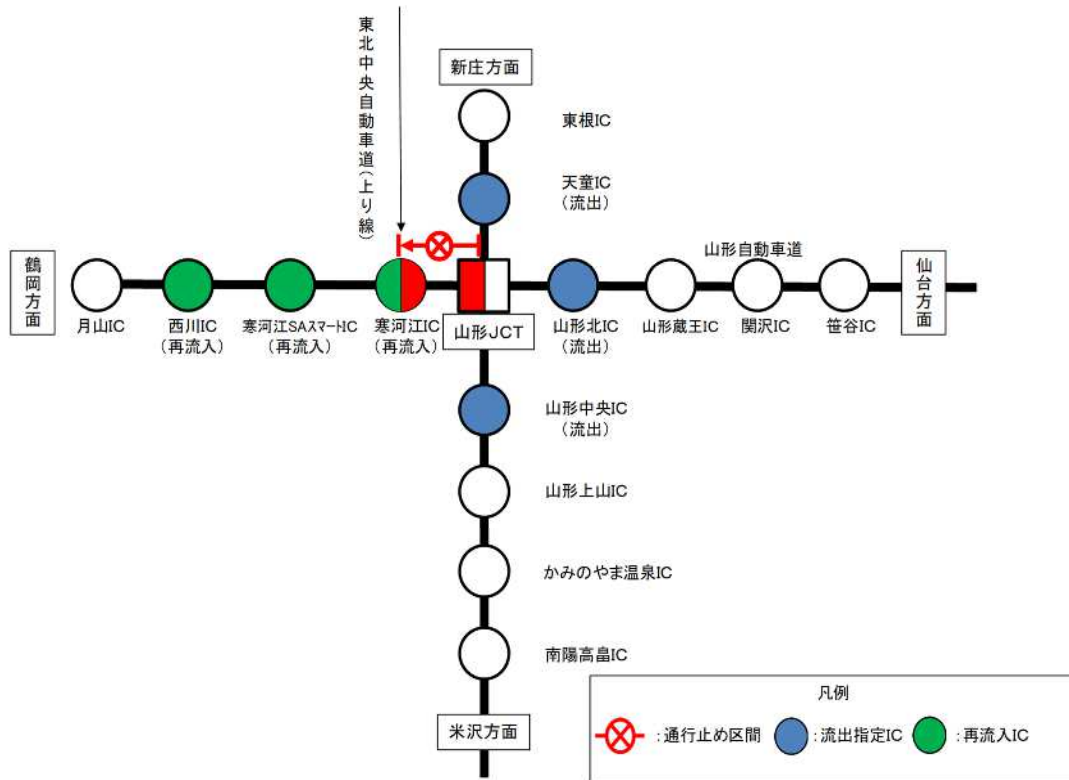 東北中央自動車道(上り線)
新庄方面
東根IC
天童IC
(流出)
山形自動車道
鶴岡方面
仙台方面
月山IC
西川IC
(再流入)
寒河江SAスマートIC
(再流入)
寒河江IC
(再流入)
山形JCT
山形北IC
(流出)
山形蔵王IC
関沢IC
笹谷IC
山形中央IC
(流出)
山形上山IC
かみのやま温泉IC
南陽高畠IC
米沢方面
凡例
:通行止め区間
:流出指定IC
:再流入IC